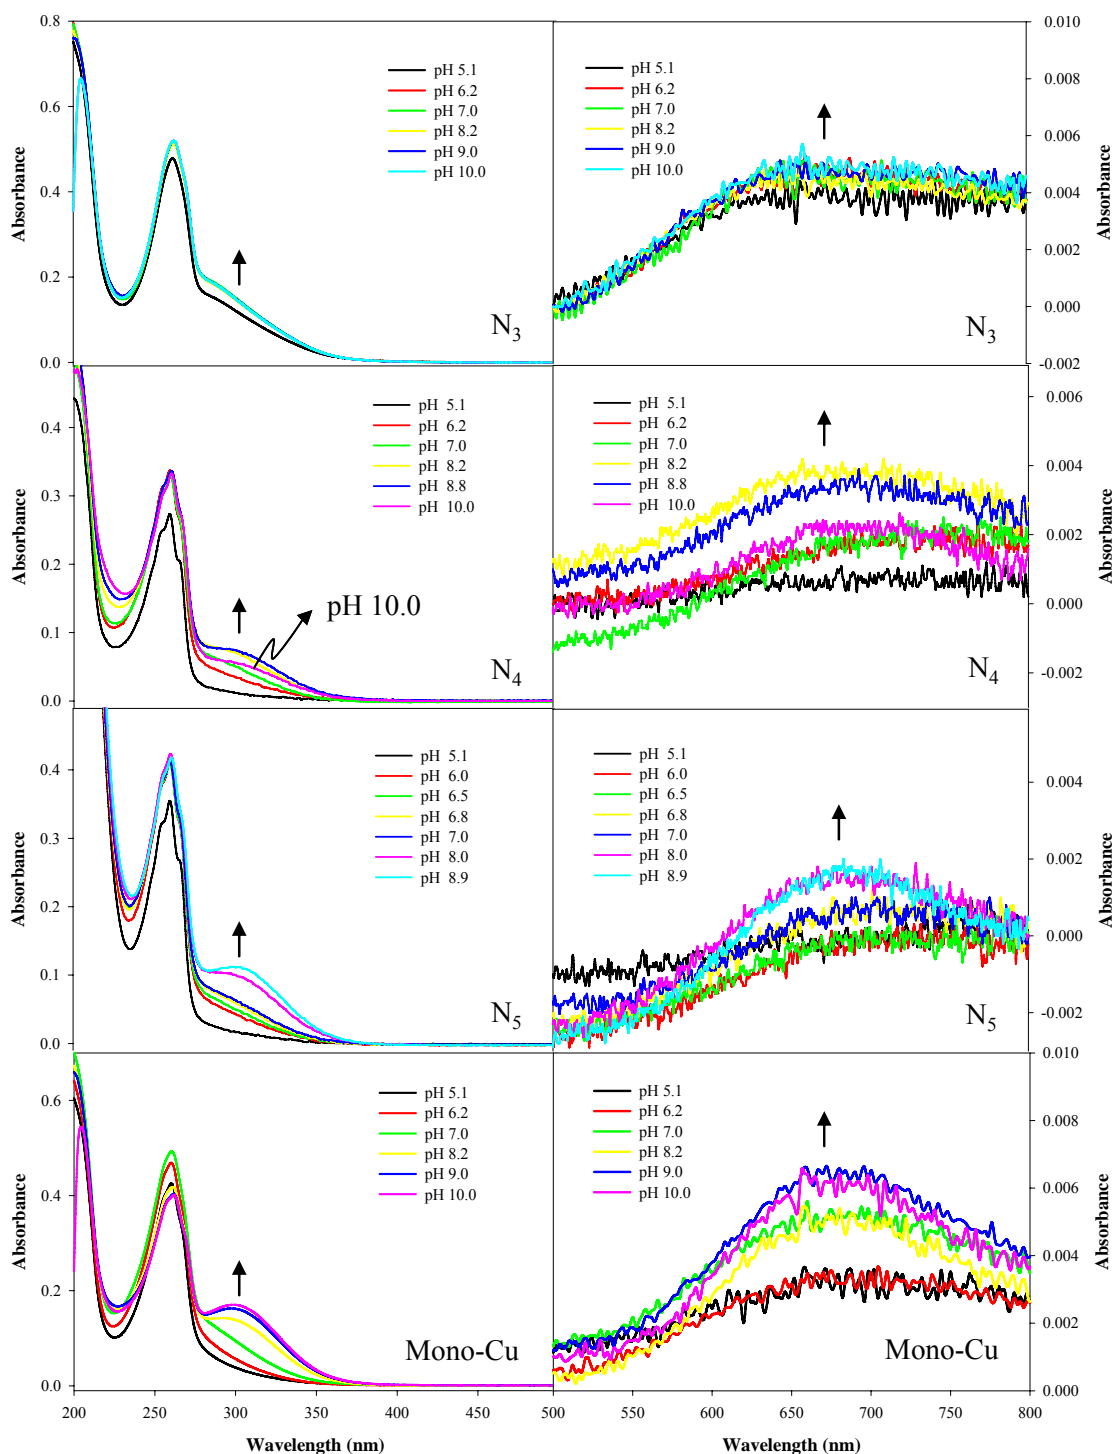 0.8
0.6
0.4
0.2
0.0
Absorbance
pH 5.1
pH 6.2
pH 7.0
pH 8.2
pH 9.0
pH 10.0
N3
pH 5.1
pH 6.2
pH 7.0
pH 8.2
pH 9.0
pH 10.0
N3
0.010
0.008
0.006
0.004
0.002
0.000
-0.002
Absorbance
0.4
0.3
0.2
0.1
0.0
Absorbance
pH 5.1
pH 6.2
pH 7.0
pH 8.2
pH 8.8
pH 10.0
pH 10.0
N4
pH 5.1
pH 6.2
pH 7.0
pH 8.2
pH 8.8
pH 10.0
N4
0.006
0.004
0.002
0.000
-0.002
Absorbance
0.4
0.3
0.2
0.1
0.0
Absorbance
pH 5.1
pH 6.0
pH 6.5
pH 6.8
pH 7.0
pH 8.0
pH 8.9
N5
pH 5.1
pH 6.0
pH 6.5
pH 6.8
pH 7.0
pH 8.0
pH 8.9
N5
0.004
0.002
0.000
-0.002
Absorbance
0.6
0.4
0.2
0.0
Absorbance
pH 5.1
pH 6.2
pH 7.0
pH 8.2
pH 9.0
pH 10.0
Mono-Cu
pH 5.1
pH 6.2
pH 7.0
pH 8.2
pH 9.0
pH 10.0
Mono-Cu
0.010
0.008
0.006
0.004
0.002
0.000
Absorbance
200 250 300 350 400 450 500 550 600 650 700 750 800
Wavelength (nm) Wavelength (nm)